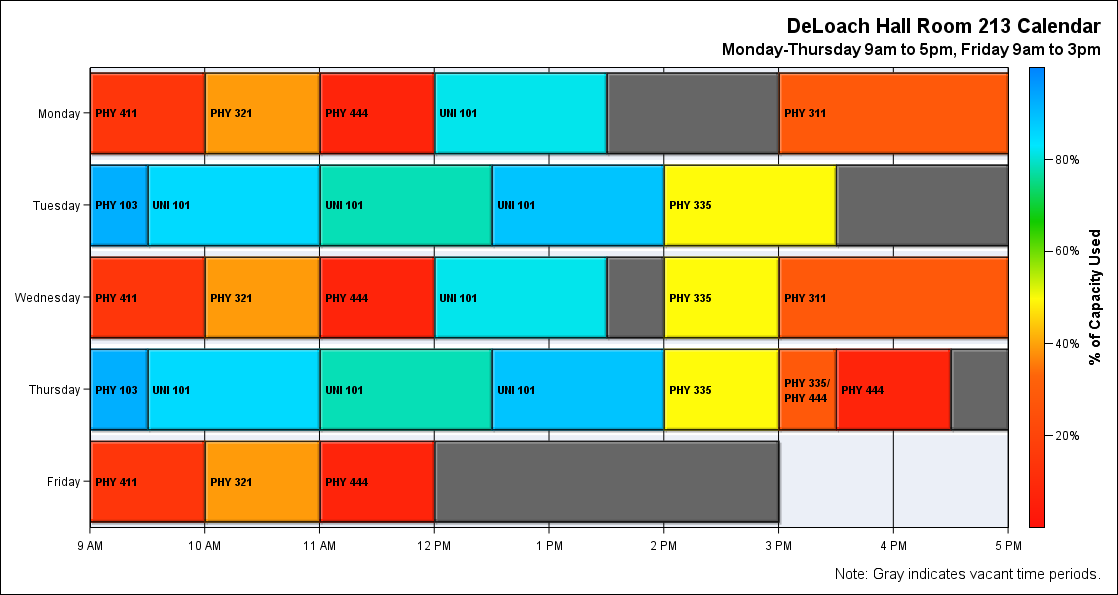 DeLoach Hall Room 213 Calendar
Monday-Thursday 9am to 5pm, Friday 9am to 3pm
Monday
PHY 411
PHY 321
PHY 444
UNI 101
PHY 311
Tuesday
PHY 103
UNI 101
UNI 101
UNI 101
PHY 335
Wednesday
PHY 411
PHY 321
PHY 444
UNI 101
PHY 335
PHY 311
Thursday
PHY 103
UNI 101
UNI 101
UNI 101
PHY 335
PHY 335/
PHY 444
PHY 444
Friday
PHY 411
PHY 321
PHY 444
9 AM
10 AM
11 AM
12 PM
1 PM
2 PM
3 PM
4 PM
5 PM
80%
60%
40%
20%
% of Capacity Used
Note: Gray indicates vacant time periods.